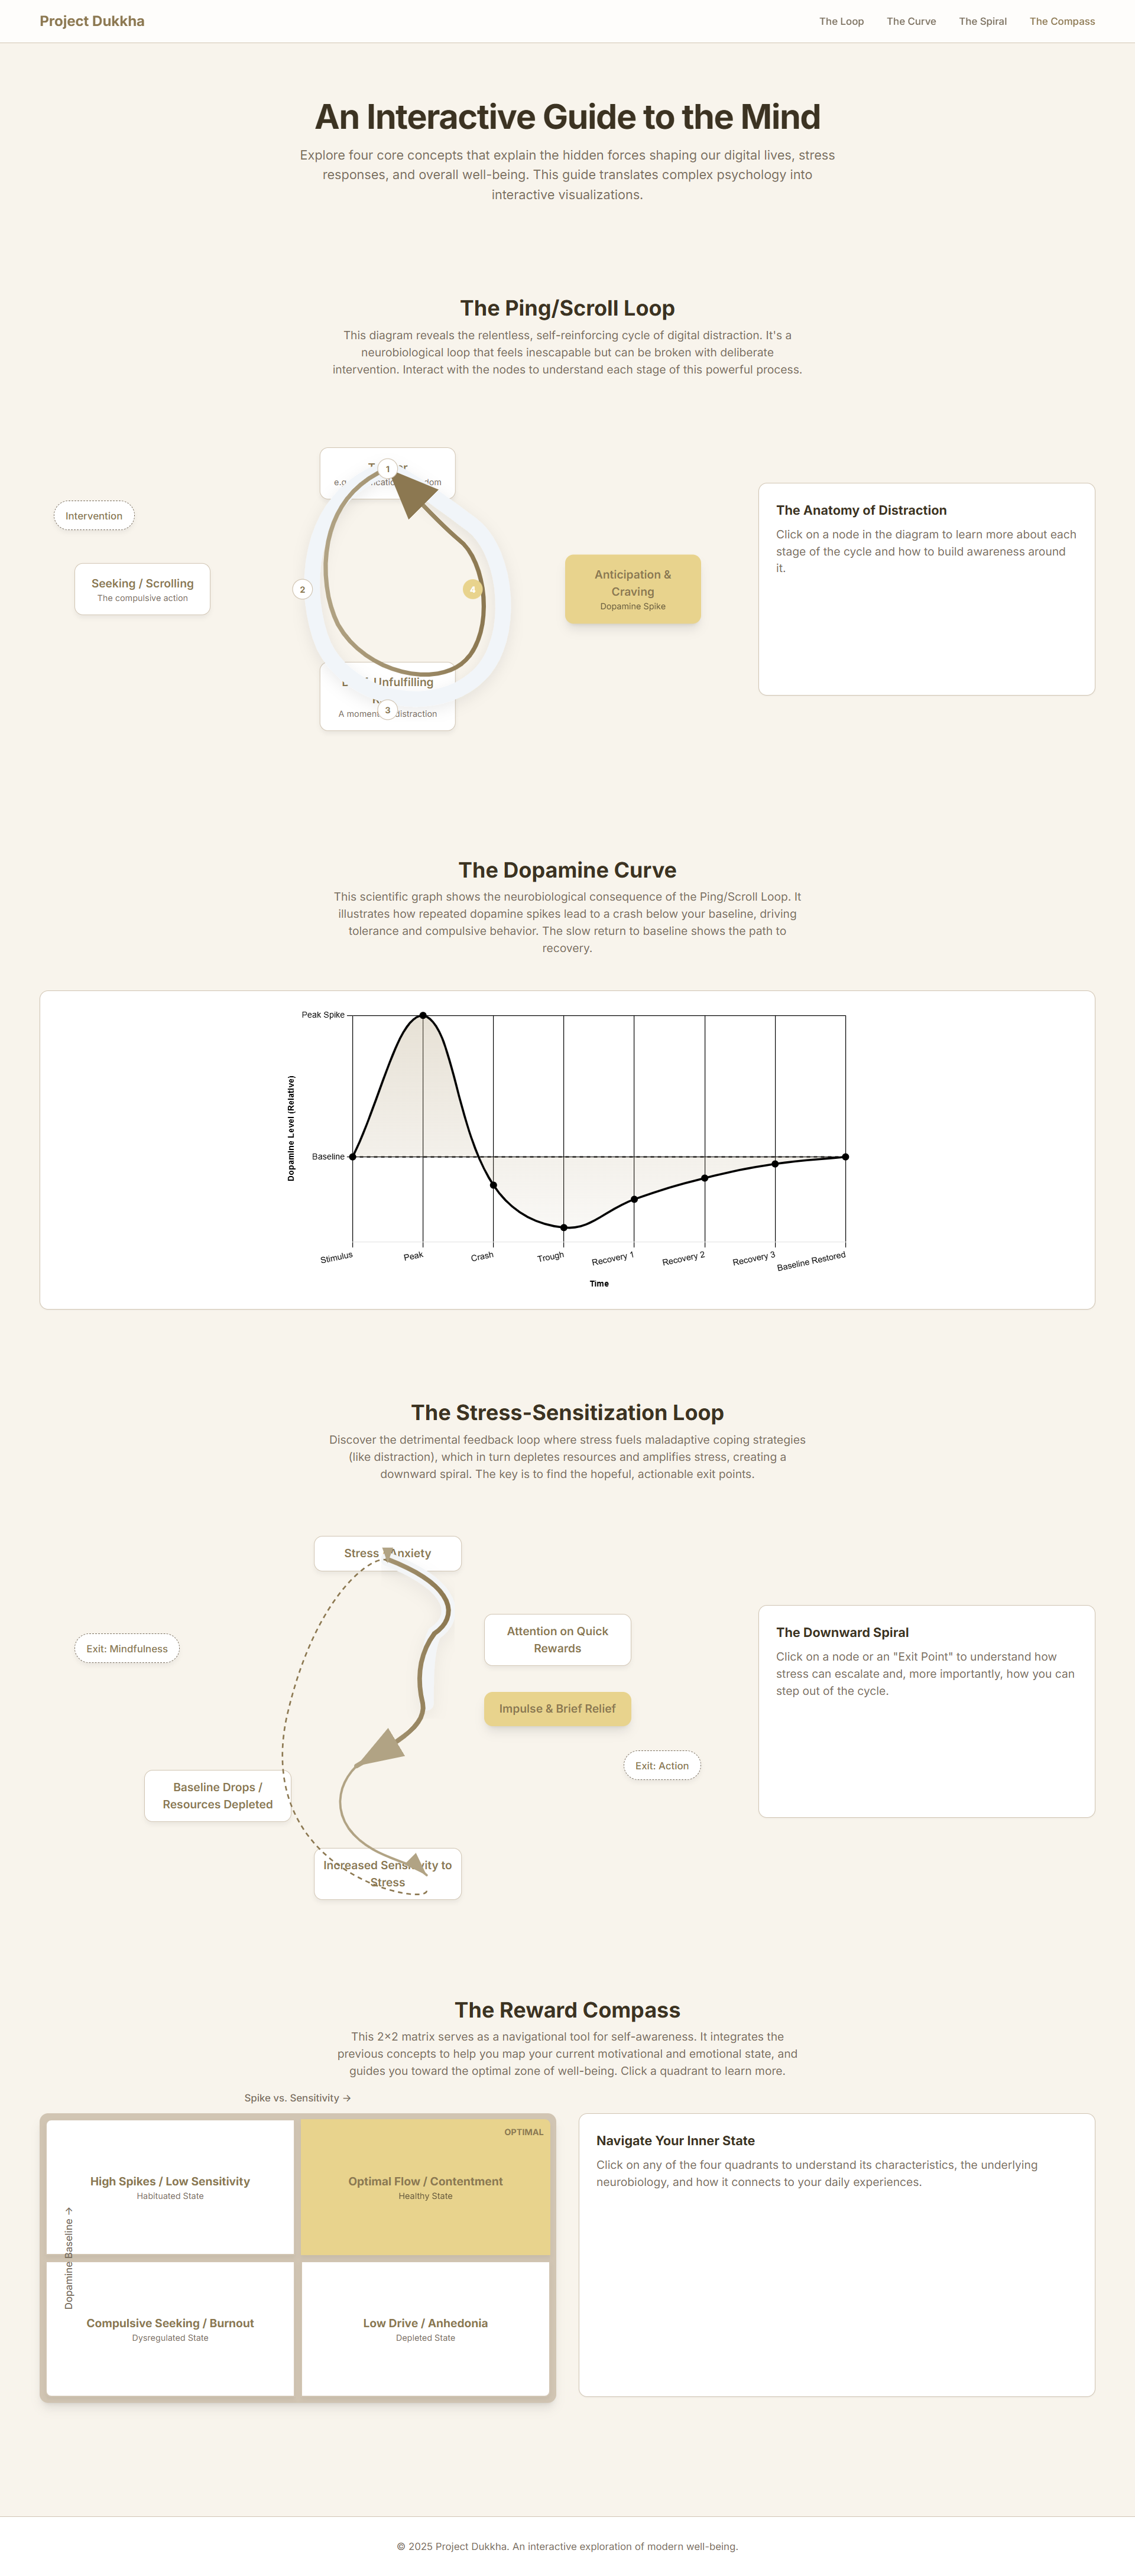 Project Dukkha
The Loop
The Curve
The Spiral
The Compass
An Interactive Guide to the Mind
Explore four core concepts that explain the hidden forces shaping our digital lives, stress
responses, and overall well-being. This guide translates complex psychology into
interactive visualizations.
The Ping/Scroll Loop
This diagram reveals the relentless, self-reinforcing cycle of digital distraction. It's a
neurobiological loop that feels inescapable but can be broken with deliberate
intervention. Interact with the nodes to understand each stage of this powerful process.
1
Intervention
Seeking / Scrolling
The compulsive action
2
4
Anticipation &
Craving
Dopamine Spike
Unfulfilling
A distraction
3
The Anatomy of Distraction
Click on a node in the diagram to learn more about each
stage of the cycle and how to build awareness around
it.
The Dopamine Curve
This scientific graph shows the neurobiological consequence of the Ping/Scroll Loop. It
illustrates how repeated dopamine spikes lead to a crash below your baseline, driving
tolerance and compulsive behavior. The slow return to baseline shows the path to
recovery.
Peak Spike
Dopamine Level (Relative)
Baseline
Stimulus
Peak
Crash
Trough
Recovery 1
Recovery 2
Recovery 3
Baseline Restored
Time
The Stress-Sensitization Loop
Discover the detrimental feedback loop where stress fuels maladaptive coping strategies
(like distraction), which in turn depletes resources and amplifies stress, creating a
downward spiral. The key is to find the hopeful, actionable exit points.
Stress Anxiety
Attention on Quick
Rewards
Exit: Mindfulness
Impulse & Brief Relief
Exit: Action
Baseline Drops /
Resources Depleted
Increased Sensitivity to
Stress
The Downward Spiral
Click on a node or an "Exit Point" to understand how
stress can escalate and, more importantly, how you can
step out of the cycle.
The Reward Compass
This 2×2 matrix serves as a navigational tool for self-awareness. It integrates the
previous concepts to help you map your current motivational and emotional state, and
guides you toward the optimal zone of well-being. Click a quadrant to learn more.
Spike vs. Sensitivity →
Dopamine Baseline →
High Spikes / Low Sensitivity
Habituated State
OPTIMAL
Optimal Flow / Contentment
Healthy State
Compulsive Seeking / Burnout
Dysregulated State
Low Drive / Anhedonia
Depleted State
Navigate Your Inner State
Click on any of the four quadrants to understand its characteristics, the underlying
neurobiology, and how it connects to your daily experiences.
© 2025 Project Dukkha. An interactive exploration of modern well-being.